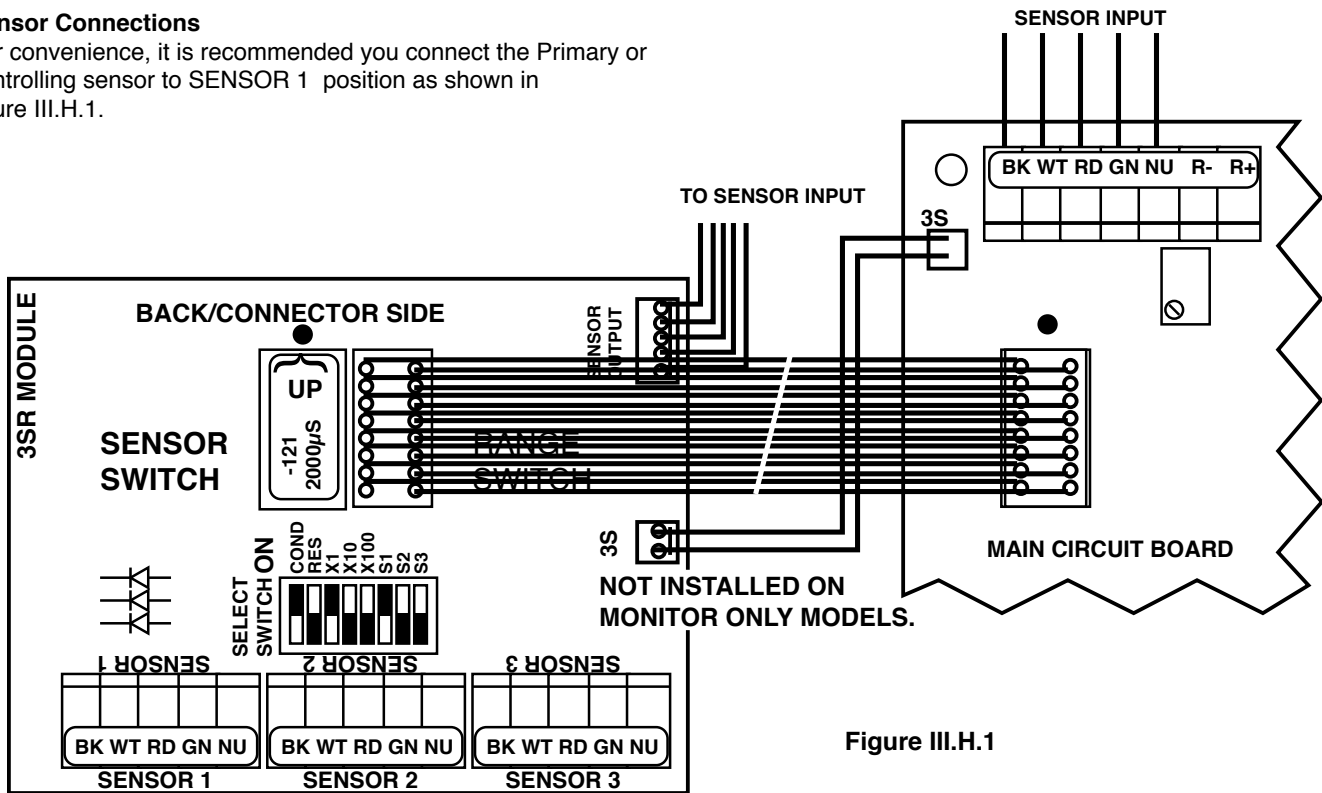 nsor Connections
r convenience, it is recommended you connect the Primary or
ntrolling sensor to SENSOR 1 position as shown in
ure III.H.1.
SENSOR INPUT
BK WT RD GN NU R- R+
3S
TO SENSOR INPUT
3SR MODULE
BACK/CONNECTOR SIDE
SENSOR
OUTPUT
UP
-121
2000µS
SENSOR
SWITCH
RANGE
SWITCH
3S
MAIN CIRCUIT BOARD
NOT INSTALLED ON
MONITOR ONLY MODELS.
SELECT
SWITCH
ON
COND
RES
X1
X10
X100
S1
S2
S3
SENSOR 1
SENSOR 2
SENSOR 3
BK WT RD GN NU
BK WT RD GN NU
BK WT RD GN NU
SENSOR 1
SENSOR 2
SENSOR 3
Figure III.H.1